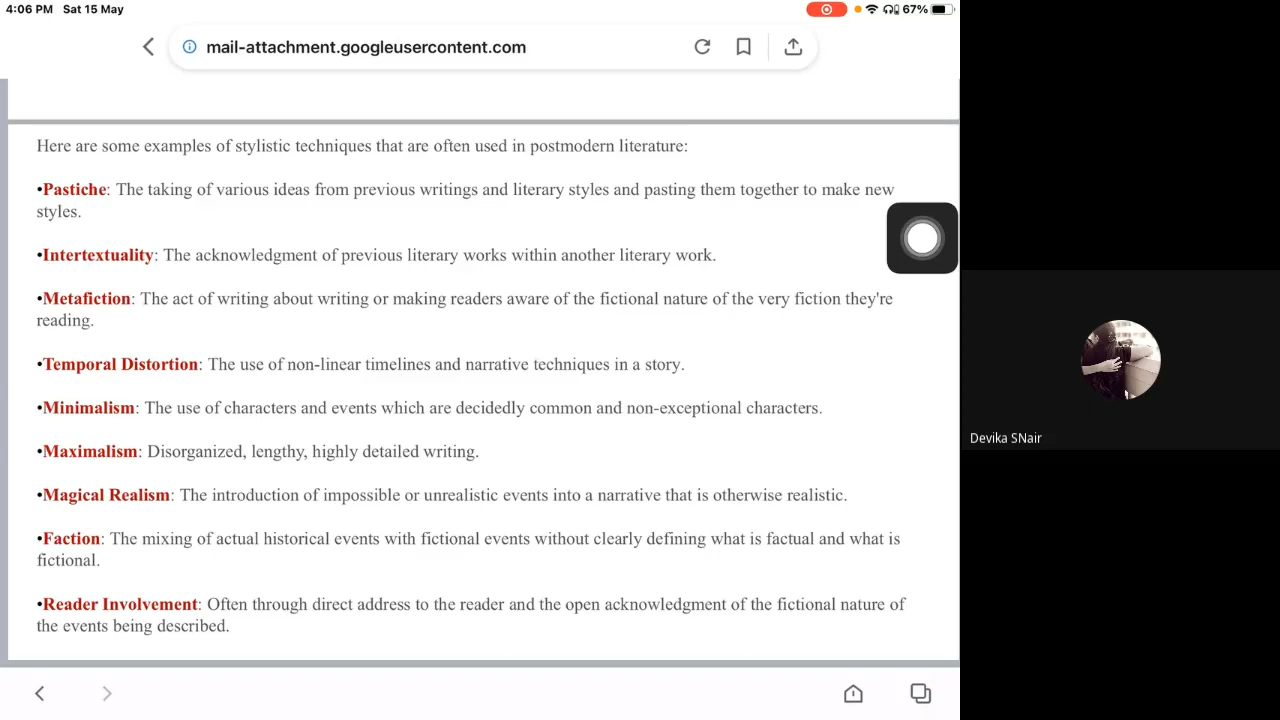 4:06 PM Sat 15 May
67%
mail-attachment.googleusercontent.com
Here are some examples of stylistic techniques that are often used in postmodern literature:
•Pastiche: The taking of various ideas from previous writings and literary styles and pasting them together to make new
styles.
•Intertextuality: The acknowledgment of previous literary works within another literary work.
•Metafiction: The act of writing about writing or making readers aware of the fictional nature of the very fiction they're
reading.
•Temporal Distortion: The use of non-linear timelines and narrative techniques in a story.
•Minimalism: The use of characters and events which are decidedly common and non-exceptional characters.
•Maximalism: Disorganized, lengthy, highly detailed writing.
•Magical Realism: The introduction of impossible or unrealistic events into a narrative that is otherwise realistic.
•Faction: The mixing of actual historical events with fictional events without clearly defining what is factual and what is
fictional.
•Reader Involvement: Often through direct address to the reader and the open acknowledgment of the fictional nature of
the events being described.
Devika SNair